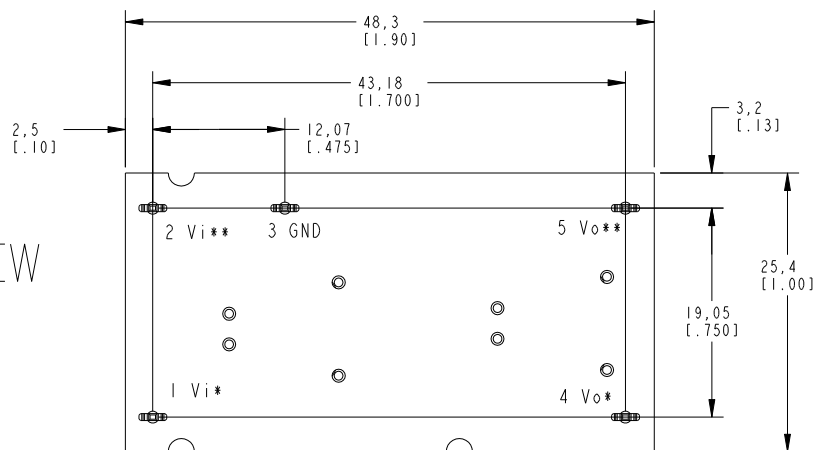 48,3
[1.90]
43,18
[1.700]
2,5
[.10]
12,07
[.475]
3,2
[.13]
2 Vi**
3 GND
5 Vo**
EW
25,4
[1.00]
19,05
[.750]
1 Vi*
4 Vo*